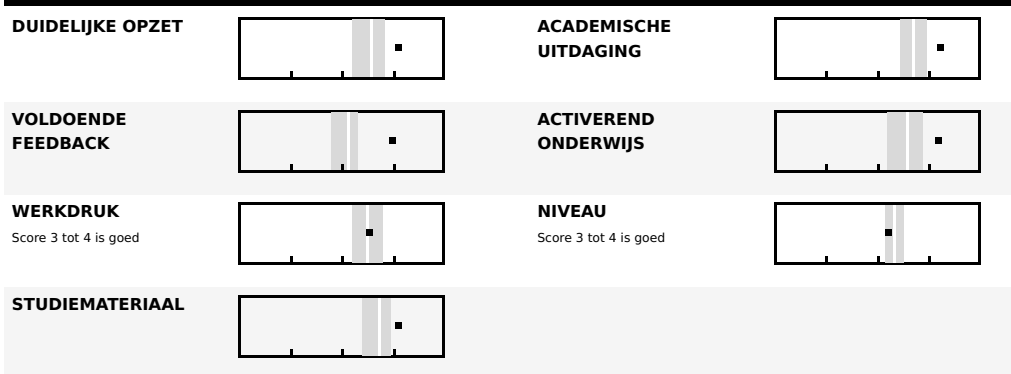 DUIDELIJKE OPZET
ACADEMISCHE
UITDAGING
VOLDOENDE
FEEDBACK
ACTIVEREND
ONDERWIJS
WERKDRUK
Score 3 tot 4 is goed
NIVEAU
Score 3 tot 4 is goed
STUDIEMATERIAAL